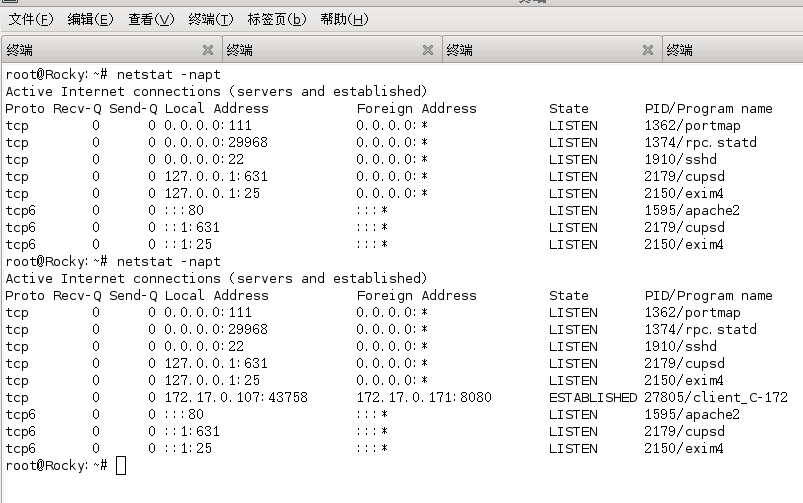 终端
文件(F) 编辑(E) 查看(V) 终端(T) 标签页(b) 帮助(H)
终端 终端 终端 终端
root@Rocky:~# netstat -napt
Active Internet connections (servers and established)
Proto Recv-Q Send-Q Local Address Foreign Address State PID/Program name
tcp 0 0 0.0.0.0:111 0.0.0.0:* LISTEN 1362/portmap
tcp 0 0 0.0.0.0:29968 0.0.0.0:* LISTEN 1374/rpc.statd
tcp 0 0 0.0.0.0:22 0.0.0.0:* LISTEN 1910/sshd
tcp 0 0 127.0.0.1:631 0.0.0.0:* LISTEN 2179/cupsd
tcp 0 0 127.0.0.1:25 0.0.0.0:* LISTEN 2150/exim4
tcp6 0 0 :::80 :::* LISTEN 1595/apache2
tcp6 0 0 ::1:631 :::* LISTEN 2179/cupsd
tcp6 0 0 ::1:25 :::* LISTEN 2150/exim4
root@Rocky:~# netstat -napt
Active Internet connections (servers and established)
Proto Recv-Q Send-Q Local Address Foreign Address State PID/Program name
tcp 0 0 0.0.0.0:111 0.0.0.0:* LISTEN 1362/portmap
tcp 0 0 0.0.0.0:29968 0.0.0.0:* LISTEN 1374/rpc.statd
tcp 0 0 0.0.0.0:22 0.0.0.0:* LISTEN 1910/sshd
tcp 0 0 127.0.0.1:631 0.0.0.0:* LISTEN 2179/cupsd
tcp 0 0 127.0.0.1:25 0.0.0.0:* LISTEN 2150/exim4
tcp 0 0 172.17.0.107:43758 172.17.0.171:8080 ESTABLISHED 27805/client_C-172
tcp6 0 0 :::80 :::* LISTEN 1595/apache2
tcp6 0 0 ::1:631 :::* LISTEN 2179/cupsd
tcp6 0 0 ::1:25 :::* LISTEN 2150/exim4
root@Rocky:~#